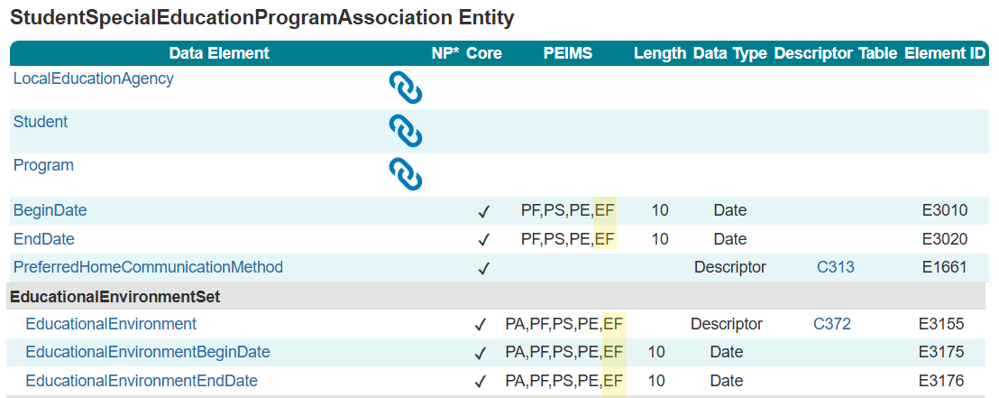 StudentSpecialEducationProgramAssociation Entity
Data Element NP* Core PEIMS Length Data Type Descriptor Table Element ID
LocalEducationAgency
Student
Program
BeginDate ✓ PF,PS,PE,EF 10 Date E3010
EndDate ✓ PF,PS,PE,EF 10 Date E3020
PreferredHomeCommunicationMethod ✓ Descriptor C313 E1661
EducationalEnvironmentSet
EducationalEnvironment ✓ PA,PF,PS,PE,EF Descriptor C372 E3155
EducationalEnvironmentBeginDate ✓ PA,PF,PS,PE,EF 10 Date E3175
EducationalEnvironmentEndDate ✓ PA,PF,PS,PE,EF 10 Date E3176